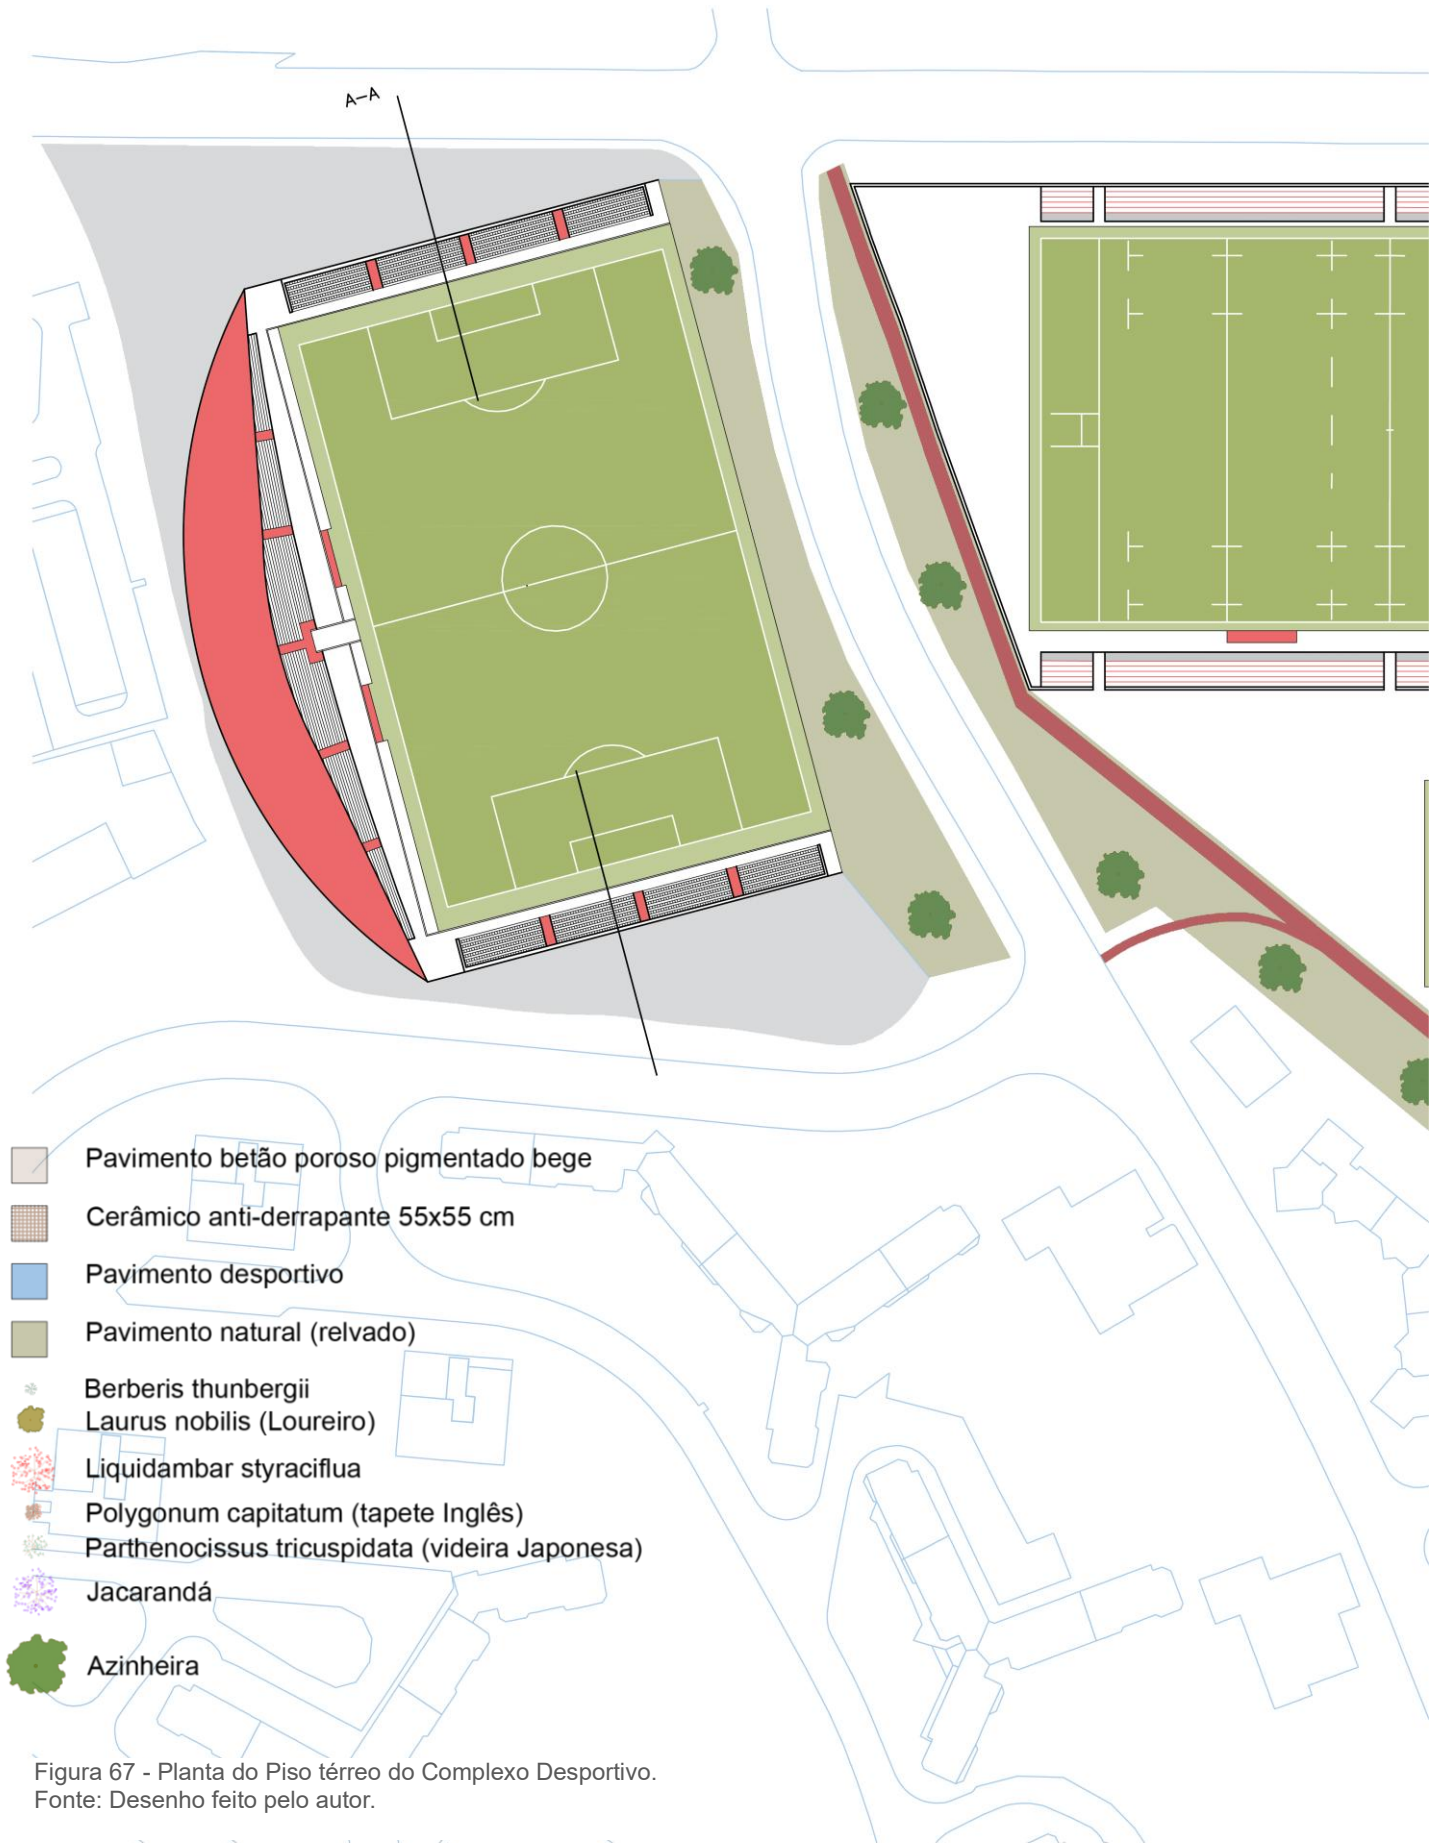 A-A
Pavimento betão poroso pigmentado bege
Cerâmico anti-derrapante 55x55 cm
Pavimento desportivo
Pavimento natural (relvado)
Berberis thunbergii
Laurus nobilis (Loureiro)
Liquidambar styraciflua
Polygonum capitatum (tapete Inglês)
Parthenocissus tricuspidata (videira Japonesa)
Jacarandá
Azinheira
Figura 67 - Planta do Piso térreo do Complexo Desportivo.
Fonte: Desenho feito pelo autor.